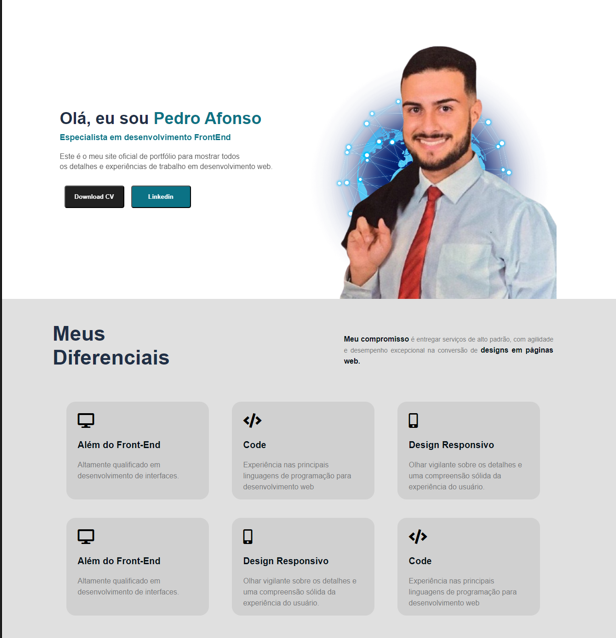 Olá, eu sou Pedro Afonso
Especialista em desenvolvimento FrontEnd
Este é o meu site oficial de portfólio para mostrar todos
os detalhes e experiências de trabalho em desenvolvimento web.
Download CV
Linkedin
Meus
Diferenciais
Meu compromisso é entregar serviços de alto padrão, com agilidade
e desempenho excepcional na conversão de designs em páginas
web.
Além do Front-End
Altamente qualificado em
desenvolvimento de interfaces.
Code
Experiência nas principais
linguagens de programação para
desenvolvimento web
Design Responsivo
Olhar vigilante sobre os detalhes e
uma compreensão sólida da
experiência do usuário.
Além do Front-End
Altamente qualificado em
desenvolvimento de interfaces.
Design Responsivo
Olhar vigilante sobre os detalhes e
uma compreensão sólida da
experiência do usuário.
Code
Experiência nas principais
linguagens de programação para
desenvolvimento web